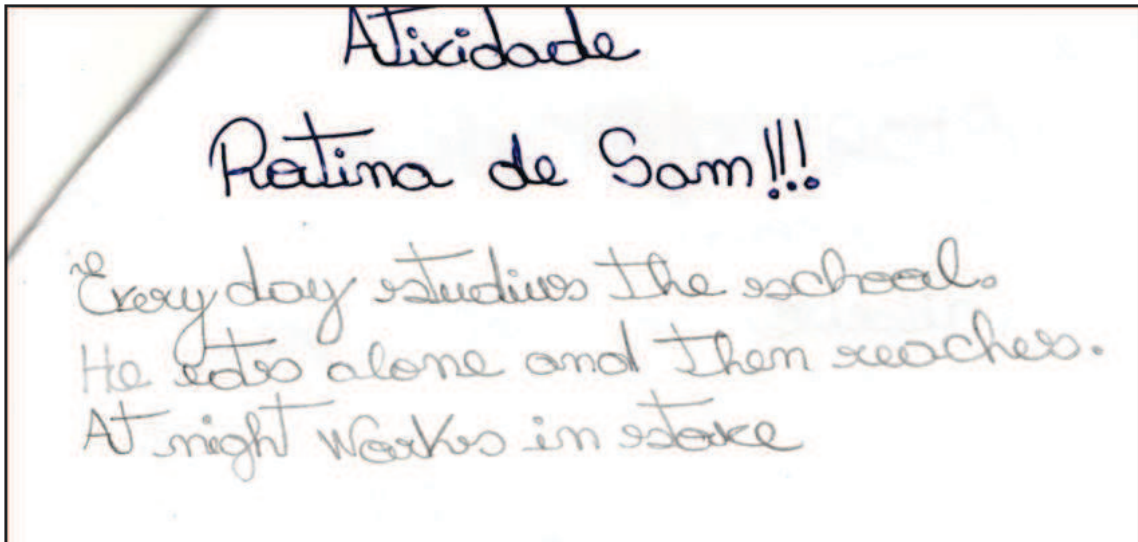 Atividade
Rotina de Sam!!!
Every day studies the school.
He eats alone and then reaches.
At night works in store